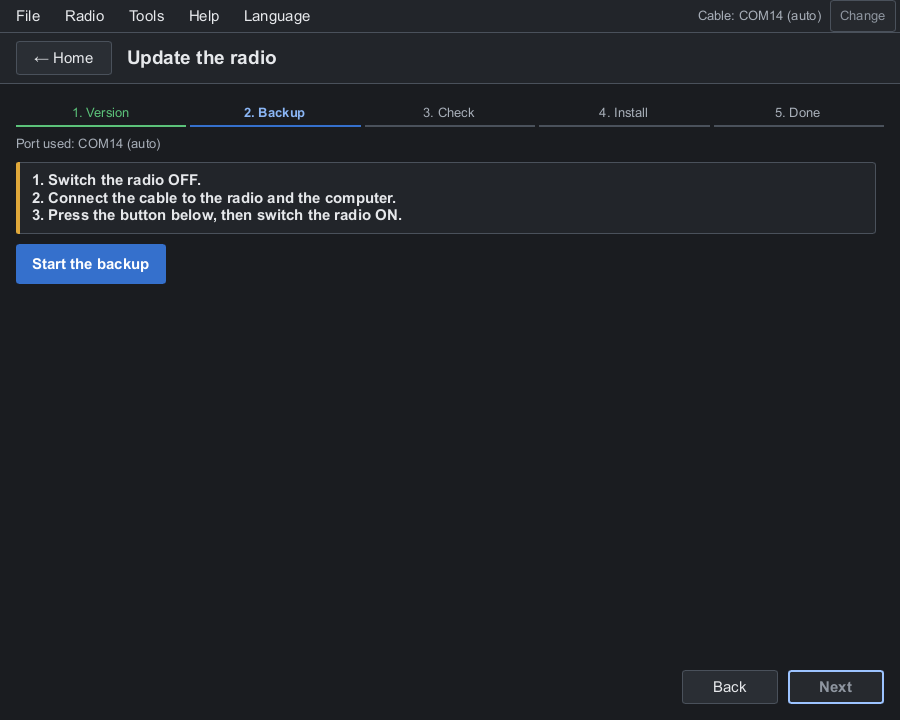 File Radio Tools Help Language Cable: COM14 (auto) Change
← Home Update the radio
1. Version 2. Backup 3. Check 4. Install 5. Done
Port used: COM14 (auto)
1. Switch the radio OFF.
2. Connect the cable to the radio and the computer.
3. Press the button below, then switch the radio ON.
Start the backup
Back Next